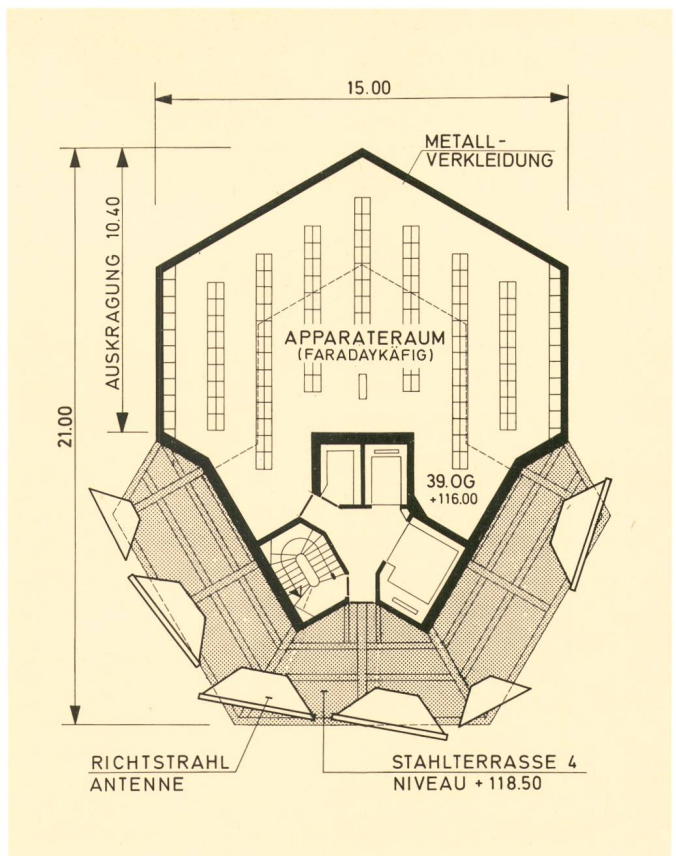 15.00
METALL-
VERKLEIDUNG
AUSKRAGUNG 10.40
21.00
APPARATERAUM
(FARADAYKÄFIG)
39.OG
+116.00
RICHTSTRAHL
ANTENNE
STAHLTERRASSE 4
NIVEAU +118.50